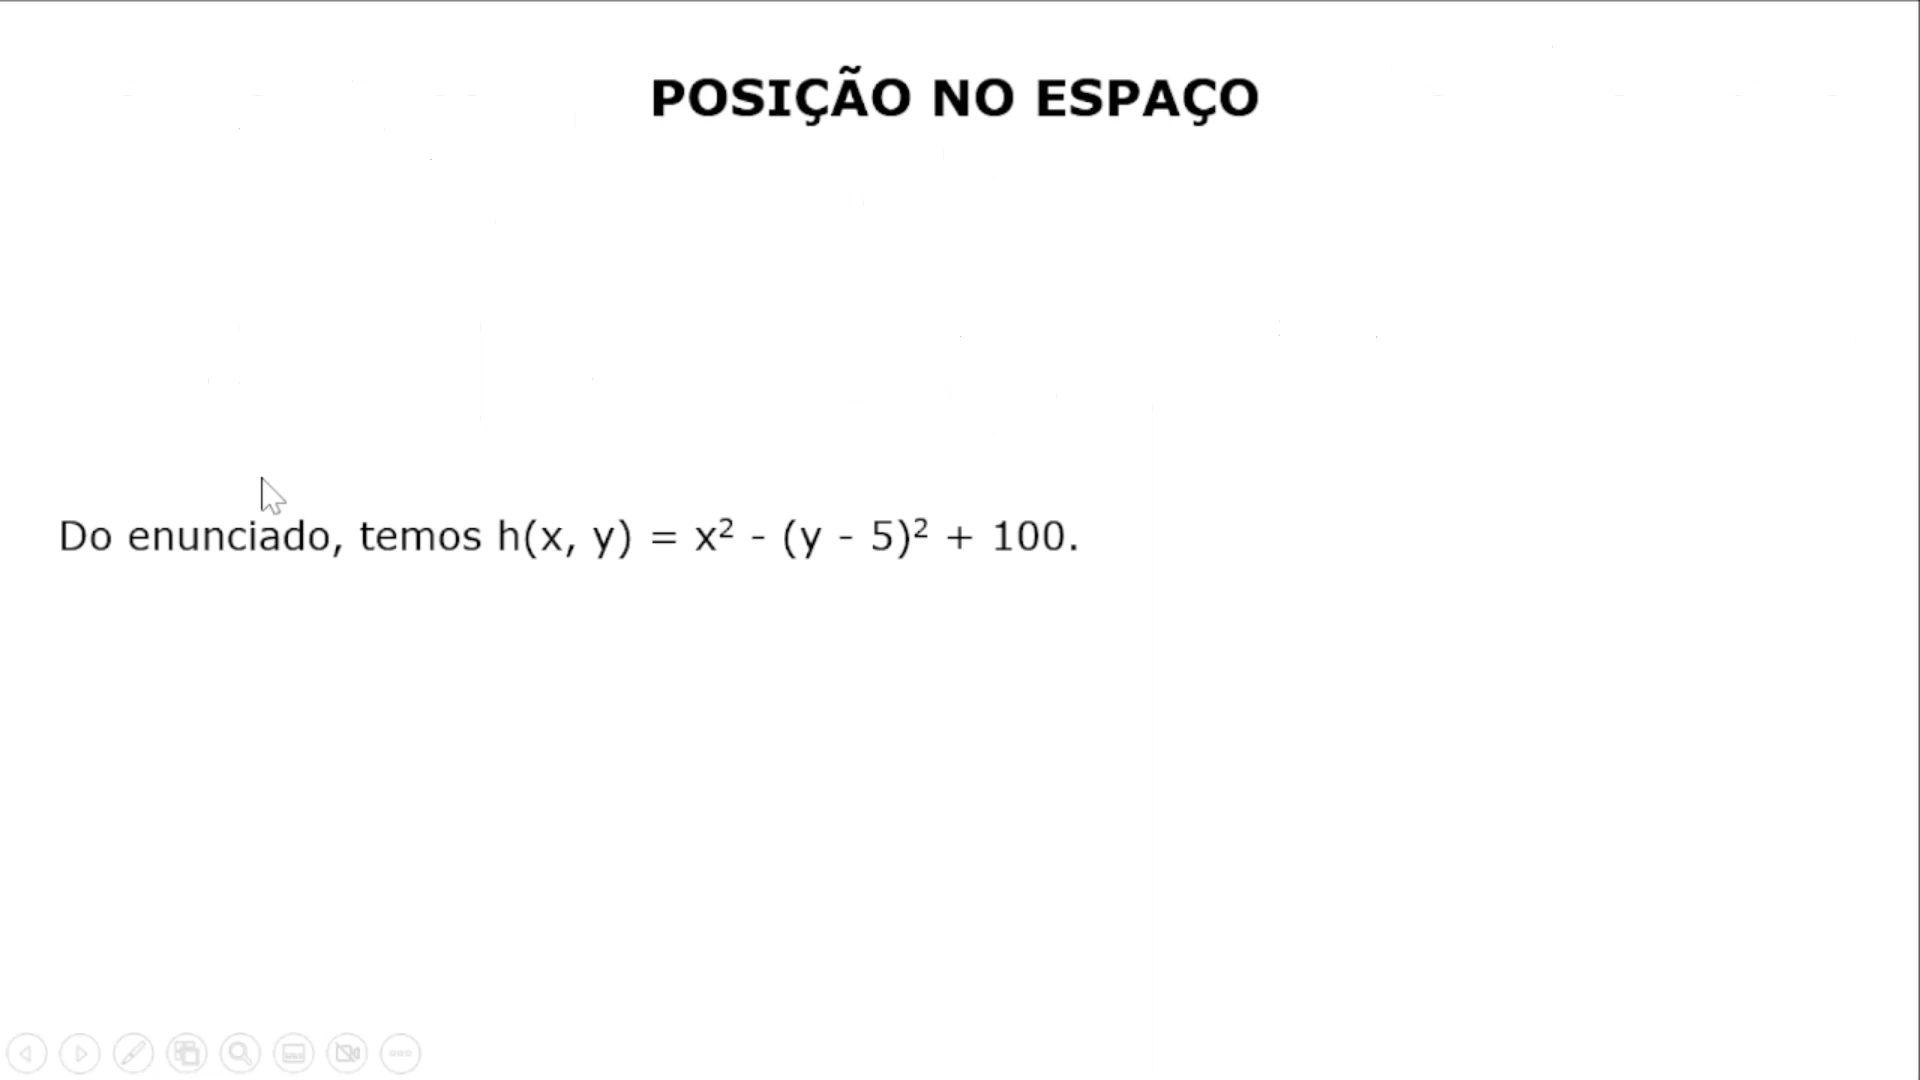 POSIÇÃO NO ESPAÇO
Do enunciado, temos h(x, y) = x² - (y - 5)² + 100.